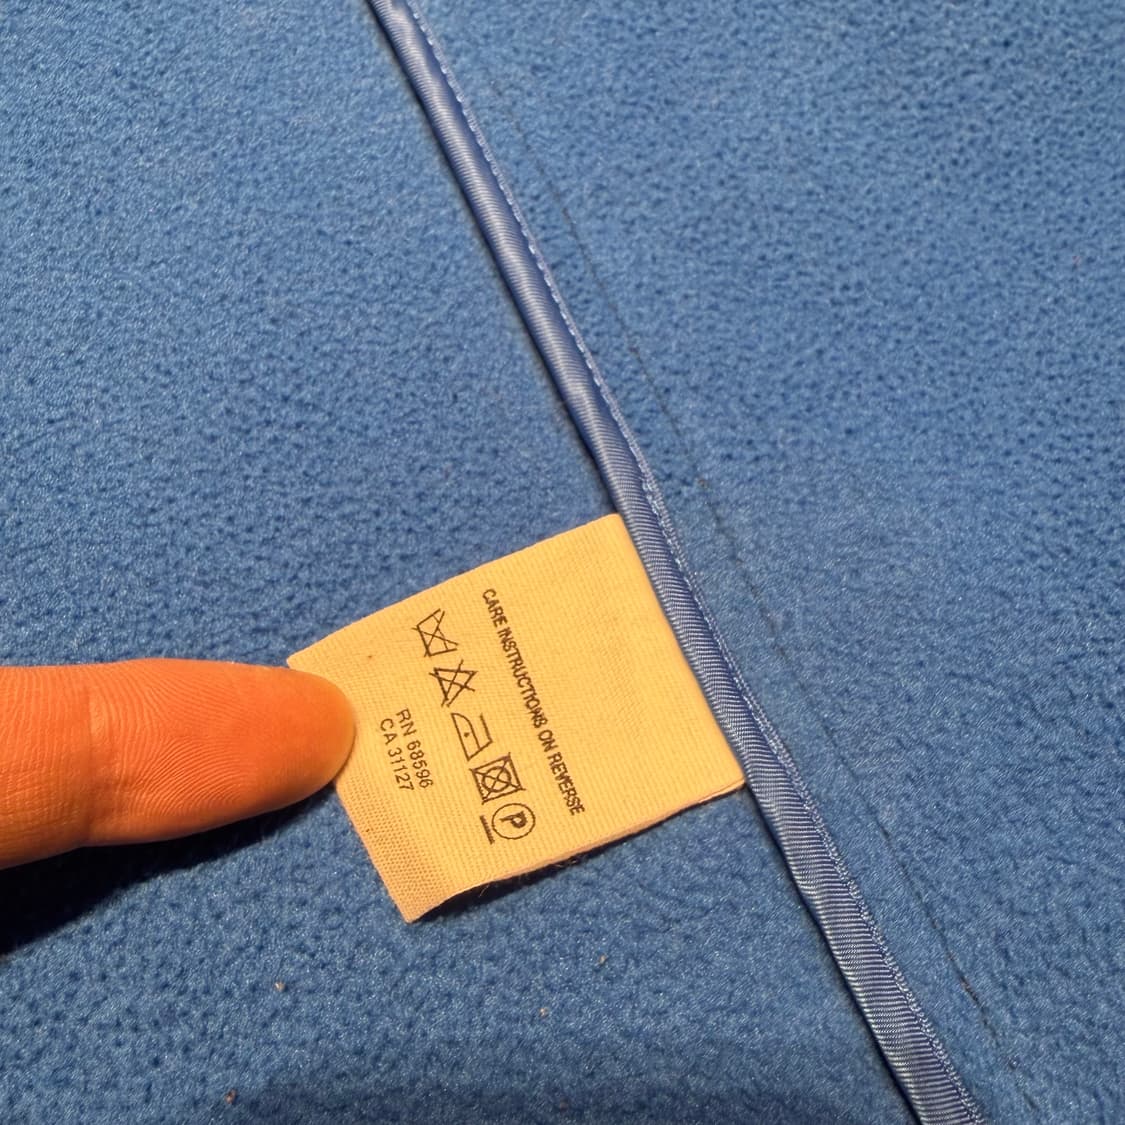 CARE INSTRUCTIONS ON REVERSE
P
RN 68596
CA 31127